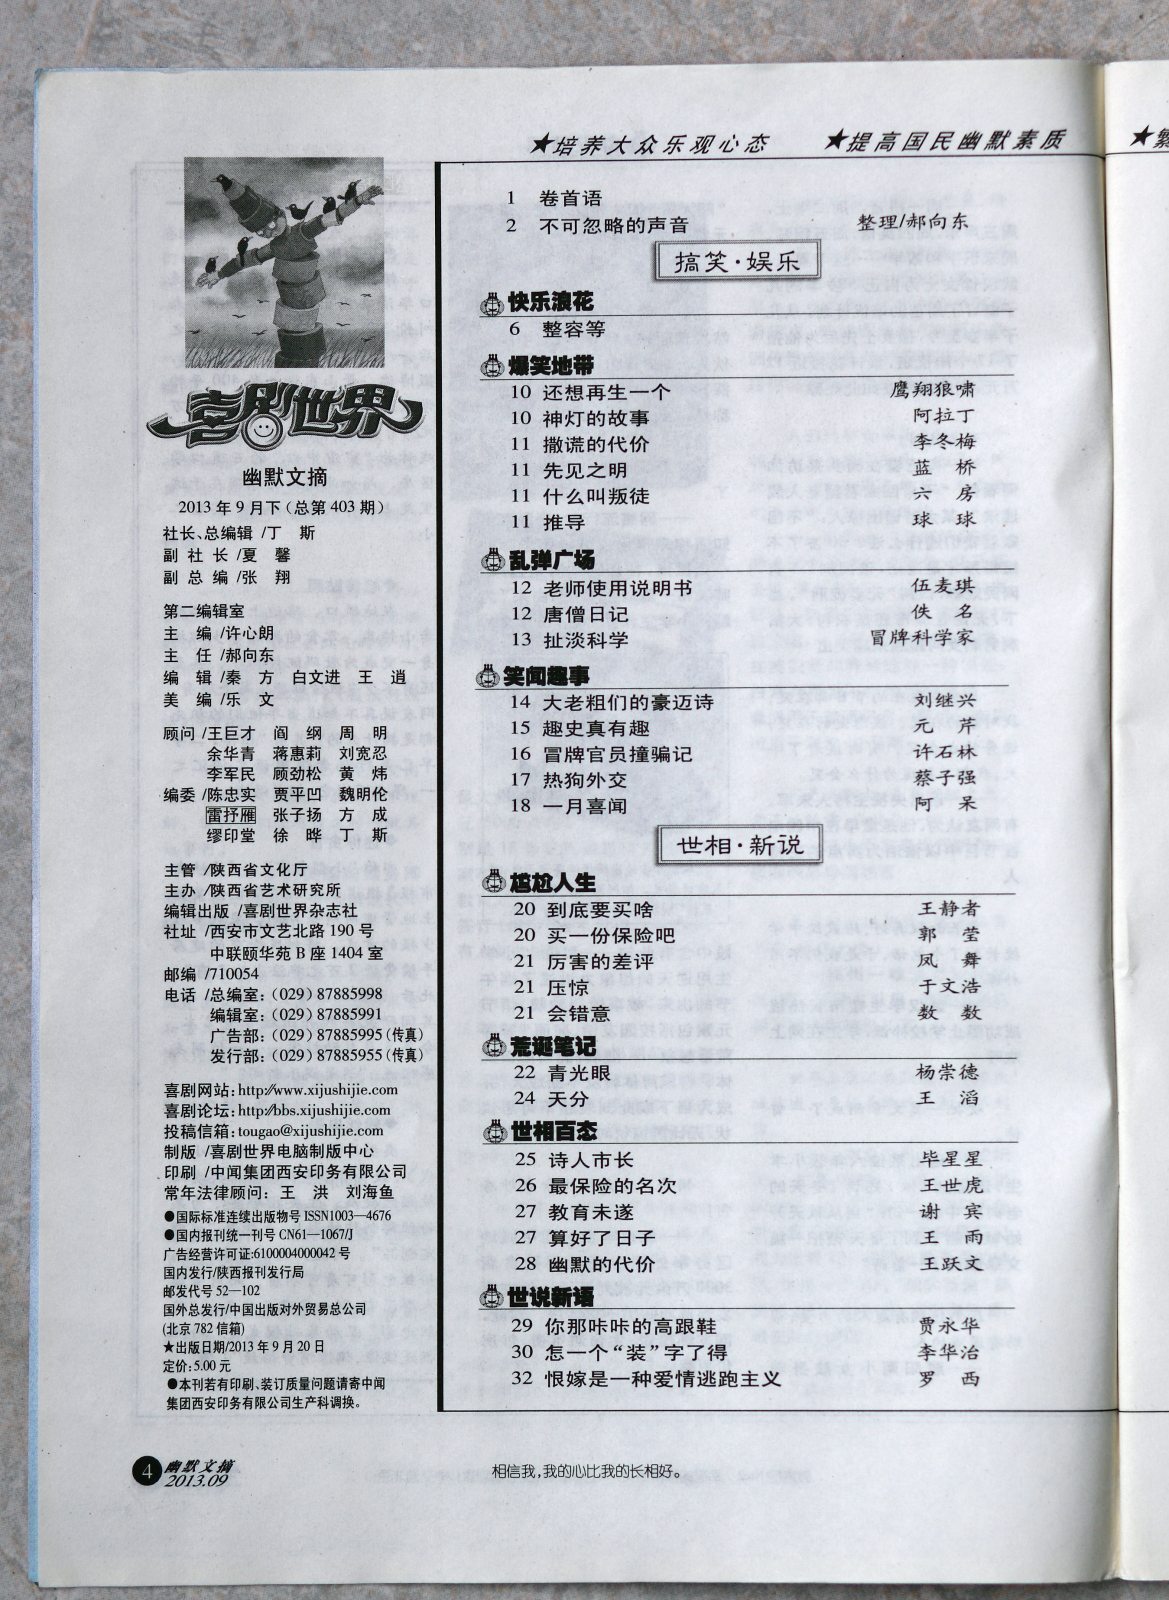 ★培养大众乐观心态 ★提高国民幽默素质 ★繁
喜剧世界
幽默文摘
2013年9月下(总第403期)
社长、总编辑/丁 斯
副 社 长/夏 馨
副 总 编/张 翔
第二编辑室
主 编/许心朗
主 任/郝向东
编 辑/秦 方 白文进 王 逍
美 编/乐 文
顾问/王巨才 阎 纲 周 明
余华青 蒋惠莉 刘宽忍
李军民 顾劲松 黄 炜
编委/陈忠实 贾平凹 魏明伦
雷抒雁 张子扬 方 成
缪印堂 徐 晔 丁 斯
主管/陕西省文化厅
主办/陕西省艺术研究所
编辑出版/喜剧世界杂志社
社址/西安市文艺北路190号
中联颐华苑B座1404室
邮编/710054
电话/总编室:(029)87885998
编辑室:(029)87885991
广告部:(029)87885995(传真)
发行部:(029)87885955(传真)
喜剧网站:http://www.xijushijie.com
喜剧论坛:http://bbs.xijushijie.com
投稿信箱:tougao@xijushijie.com
制版/喜剧世界电脑制版中心
印刷/中闻集团西安印务有限公司
常年法律顾问: 王 洪 刘海鱼
●国际标准连续出版物号ISSN1003—4676
●国内报刊统一刊号CN61—1067/J
广告经营许可证:6100004000042号
国内发行/陕西报刊发行局
邮发代号52—102
国外总发行/中国出版对外贸易总公司
(北京782信箱)
★出版日期/2013年9月20日
定价:5.00元
●本刊若有印刷、装订质量问题请寄中闻
集团西安印务有限公司生产科调换。
1 卷首语
2 不可忽略的声音 整理/郝向东
搞笑·娱乐
快乐浪花
6 整容等
爆笑地带
10 还想再生一个 鹰翔狼啸
10 神灯的故事 阿拉丁
11 撒谎的代价 李冬梅
11 先见之明 蓝 桥
11 什么叫叛徒 六 房
11 推导 球 球
乱弹广场
12 老师使用说明书 伍麦琪
12 唐僧日记 佚 名
13 扯淡科学 冒牌科学家
笑闻趣事
14 大老粗们的豪迈诗 刘继兴
15 趣史真有趣 元 芹
16 冒牌官员撞骗记 许石林
17 热狗外交 蔡子强
18 一月喜闻 阿 呆
世相·新说
尴尬人生
20 到底要买啥 王静者
20 买一份保险吧 郭 莹
21 厉害的差评 凤 舞
21 压惊 于文浩
21 会错意 数 数
荒诞笔记
22 青光眼 杨崇德
24 天分 王 滔
世相百态
25 诗人市长 毕星星
26 最保险的名次 王世虎
27 教育未遂 谢 宾
27 算好了日子 王 雨
28 幽默的代价 王跃文
世说新语
29 你那咔咔的高跟鞋 贾永华
30 怎一个“装”字了得 李华治
32 恨嫁是一种爱情逃跑主义 罗 西
4 幽默文摘
2013.09
相信我,我的心比我的长相好。